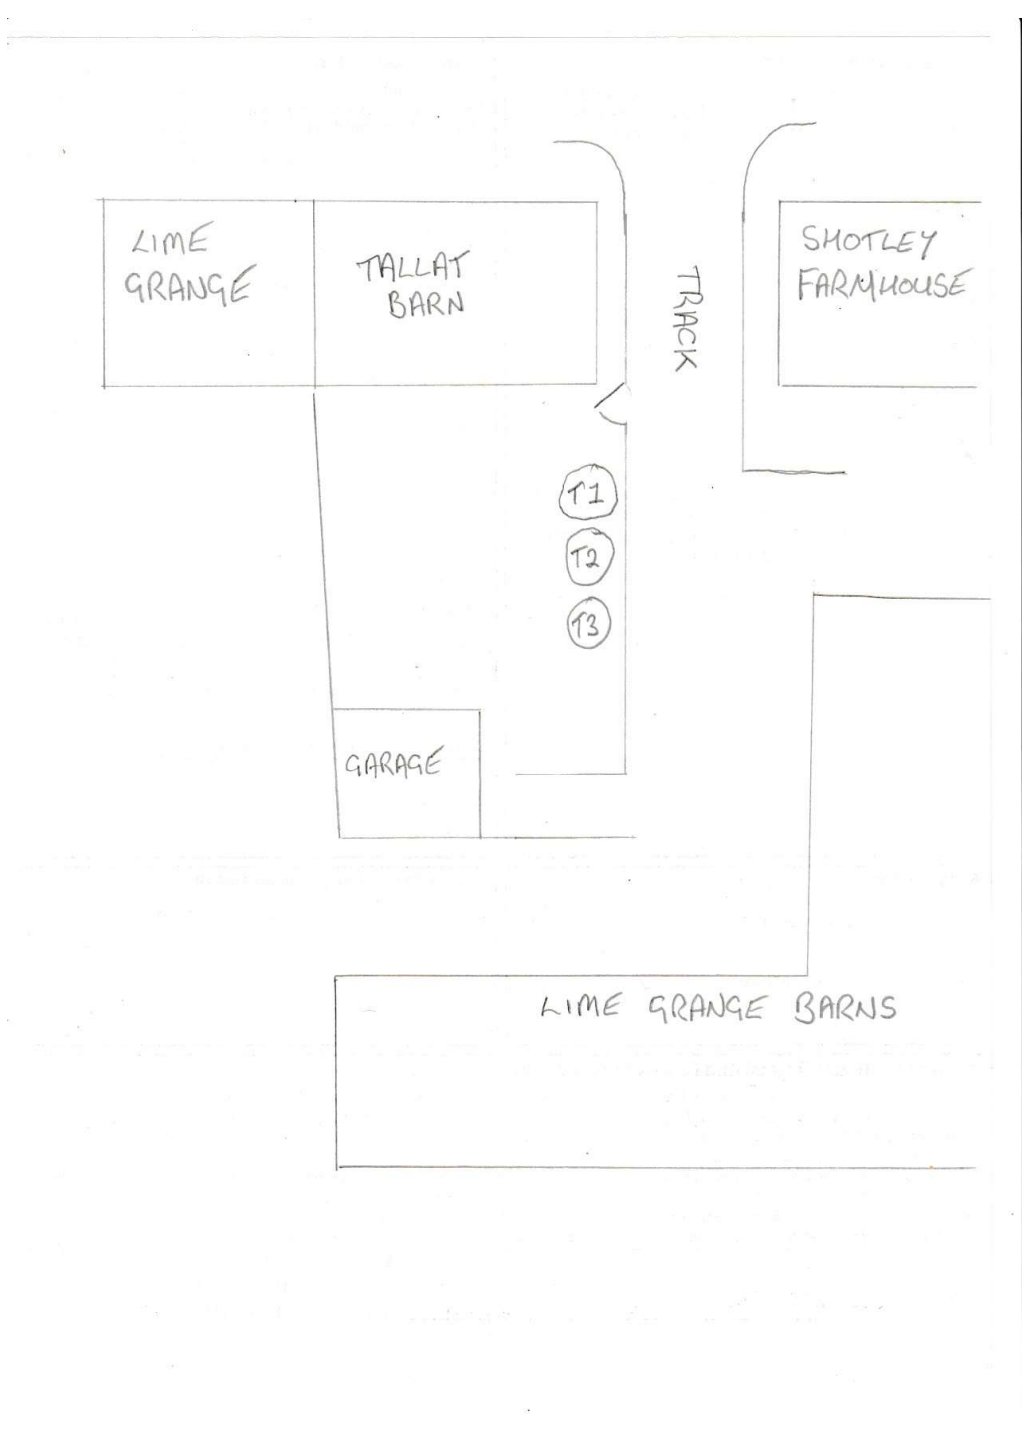 LIME
GRANGE
TALLAT
BARN
TRACK
SHOTLEY
FARMHOUSE
T1
T2
T3
GARAGE
LIME GRANGE BARNS